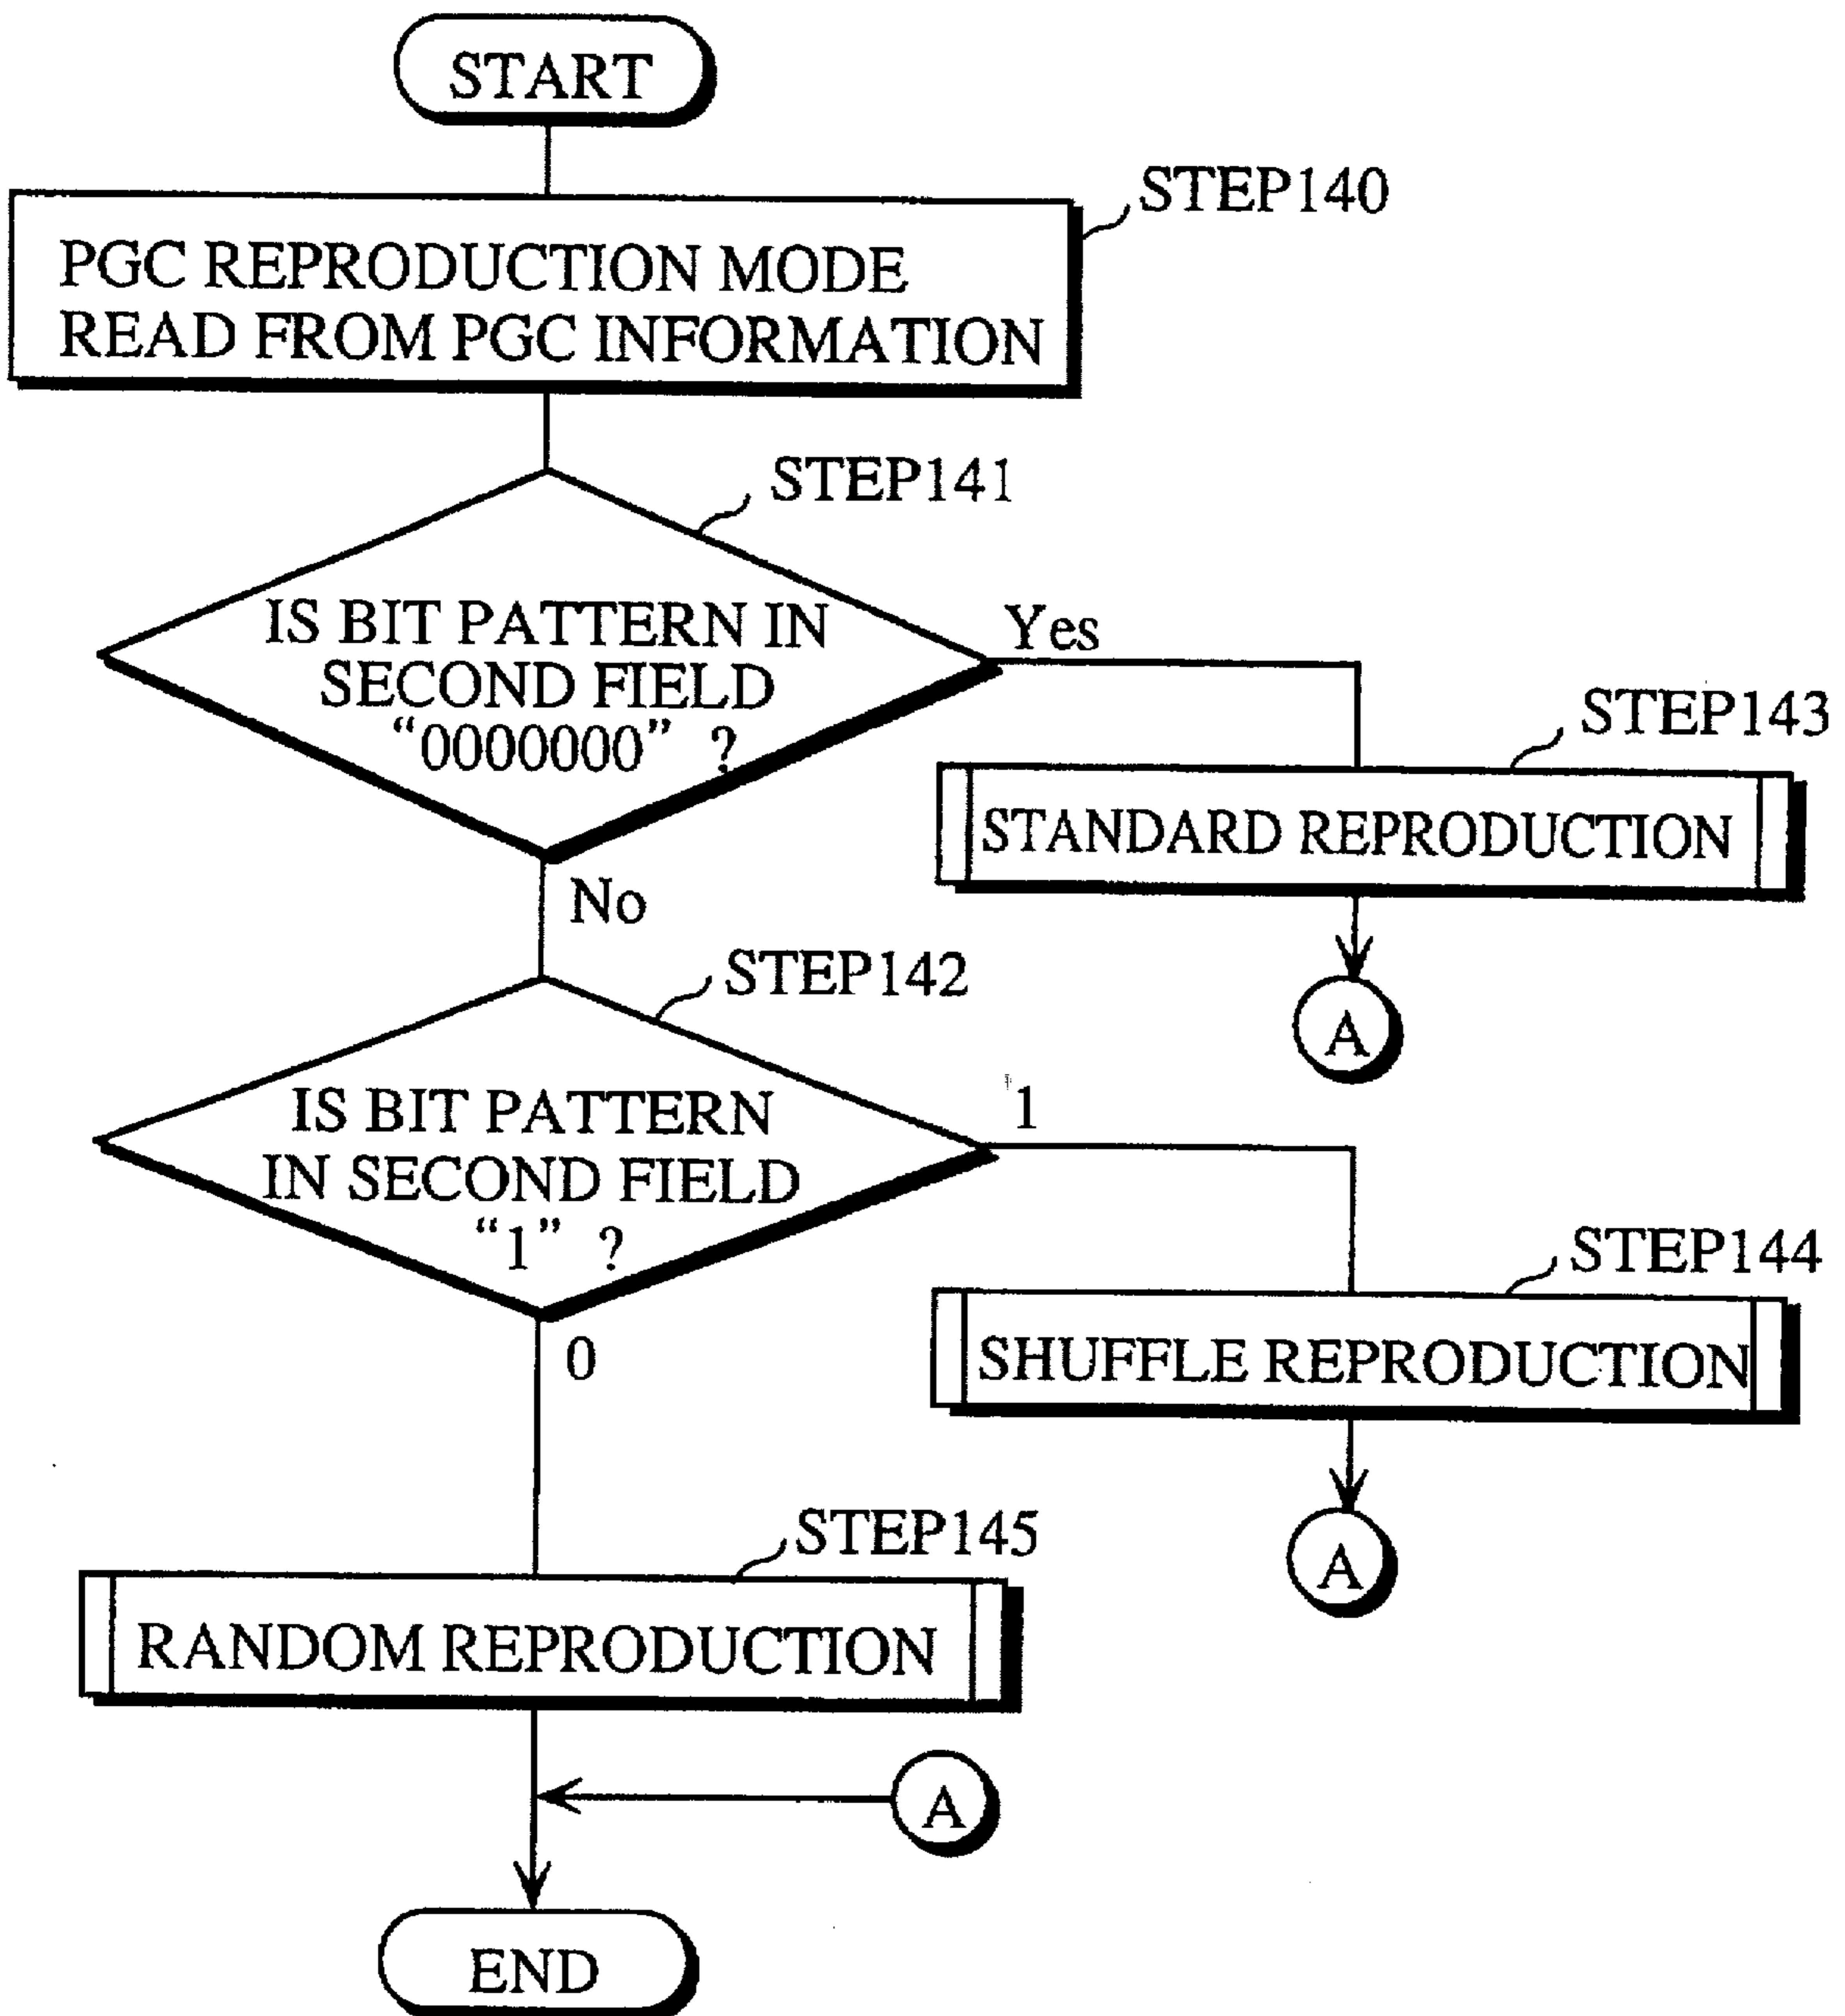 START
STEP140
PGC REPRODUCTION MODE
READ FROM PGC INFORMATION
STEP141
IS BIT PATTERN IN
SECOND FIELD
“0000000” ?
Yes
No
STEP143
STANDARD REPRODUCTION
A
STEP142
IS BIT PATTERN
IN SECOND FIELD
“1” ?
1
0
STEP144
SHUFFLE REPRODUCTION
A
STEP145
RANDOM REPRODUCTION
A
END